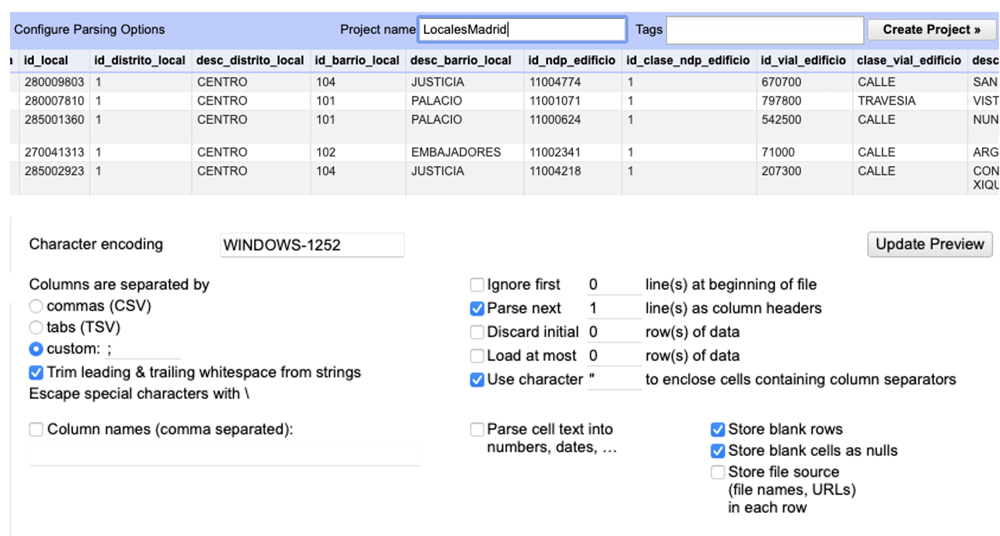 Configure Parsing Options Project name LocalesMadrid Tags Create Project »
a id_local id_distrito_local desc_distrito_local id_barrio_local desc_barrio_local id_ndp_edificio id_clase_ndp_edificio id_vial_edificio clase_vial_edificio desc
280009803 1 CENTRO 104 JUSTICIA 11004774 1 670700 CALLE SAN
280007810 1 CENTRO 101 PALACIO 11001071 1 797800 TRAVESIA VIST
285001360 1 CENTRO 101 PALACIO 11000624 1 542500 CALLE NUN
270041313 1 CENTRO 102 EMBAJADORES 11002341 1 71000 CALLE ARG
285002923 1 CENTRO 104 JUSTICIA 11004218 1 207300 CALLE CON
XIQU
Character encoding WINDOWS-1252 Update Preview
Columns are separated by
commas (CSV)
tabs (TSV)
custom: ;
Trim leading & trailing whitespace from strings
Escape special characters with \
Column names (comma separated):
Ignore first 0 line(s) at beginning of file
Parse next 1 line(s) as column headers
Discard initial 0 row(s) of data
Load at most 0 row(s) of data
Use character " to enclose cells containing column separators
Parse cell text into
numbers, dates, ...
Store blank rows
Store blank cells as nulls
Store file source
(file names, URLs)
in each row